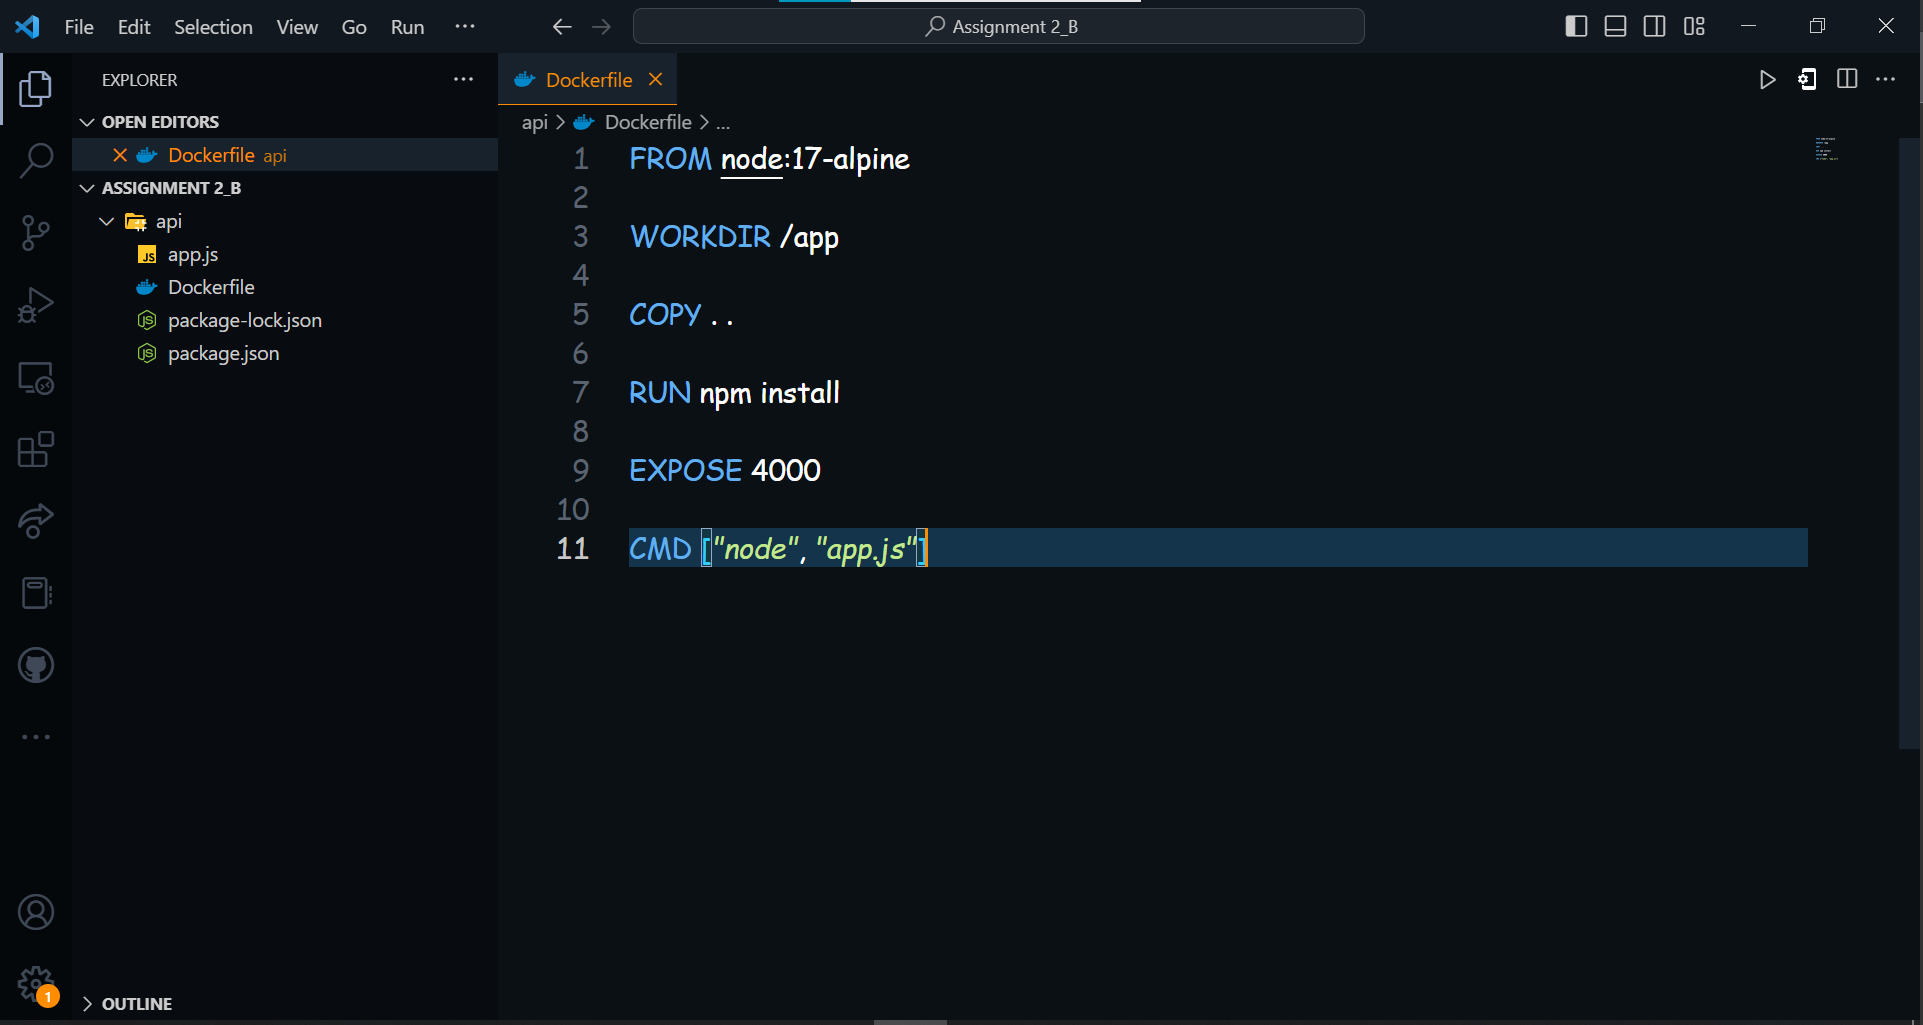 File Edit Selection View Go Run ···
Assignment 2_B
EXPLORER
OPEN EDITORS
Dockerfile api
ASSIGNMENT 2_B
api
app.js
Dockerfile
package-lock.json
package.json
OUTLINE
1
Dockerfile
api > Dockerfile > ...
1 FROM node:17-alpine
2
3 WORKDIR /app
4
5 COPY . .
6
7 RUN npm install
8
9 EXPOSE 4000
10
11 CMD ["node", "app.js"]